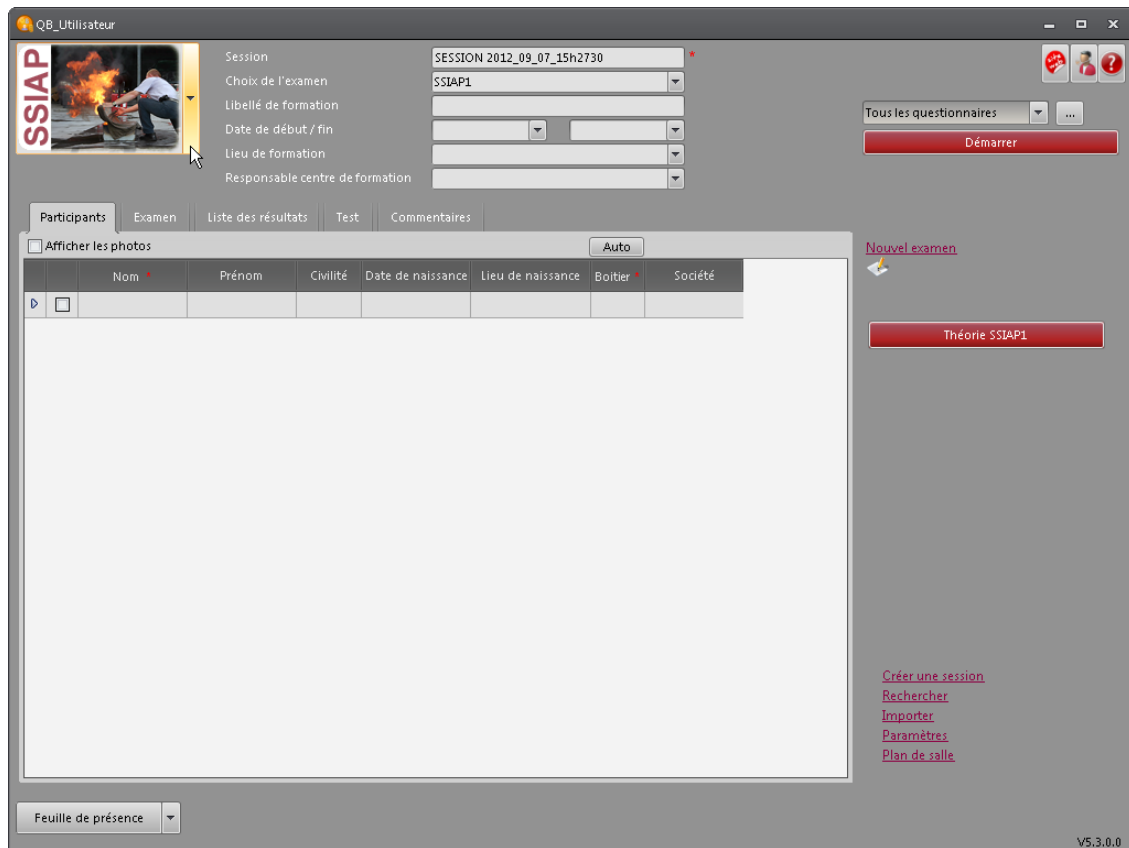 QB_Utilisateur
SSIAP
Session
SESSION 2012_09_07_15h2730 *
Choix de l'examen
SSIAP1
Libellé de formation
Date de début / fin
Lieu de formation
Responsable centre de formation
Tous les questionnaires
...
Démarrer
Participants
Examen
Liste des résultats
Test
Commentaires
Afficher les photos
Auto
Nom *
Prénom
Civilité
Date de naissance
Lieu de naissance
Boitier *
Société
Nouvel examen
Théorie SSIAP1
Créer une session
Rechercher
Importer
Paramètres
Plan de salle
Feuille de présence
V5.3.0.0